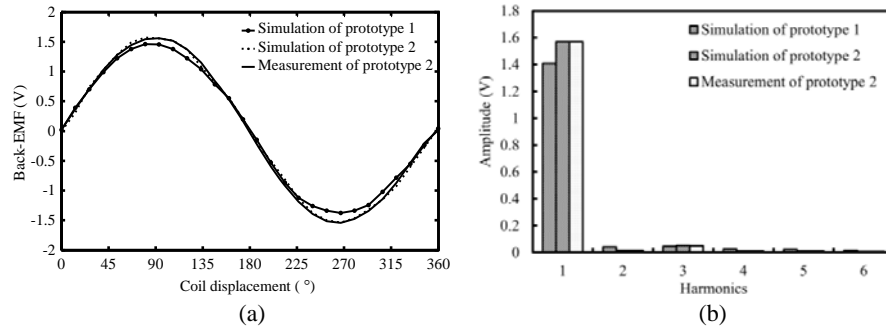 2
1.5
1
0.5
0
-0.5
-1
-1.5
-2
Back-EMF (V)
Simulation of prototype 1
Simulation of prototype 2
Measurement of prototype 2
0 45 90 135 180 225 270 315 360
Coil displacement (°)
(a)
1.8
1.6
1.4
1.2
1
0.8
0.6
0.4
0.2
0
Amplitude (V)
Simulation of prototype 1
Simulation of prototype 2
Measurement of prototype 2
1 2 3 4 5 6
Harmonics
(b)